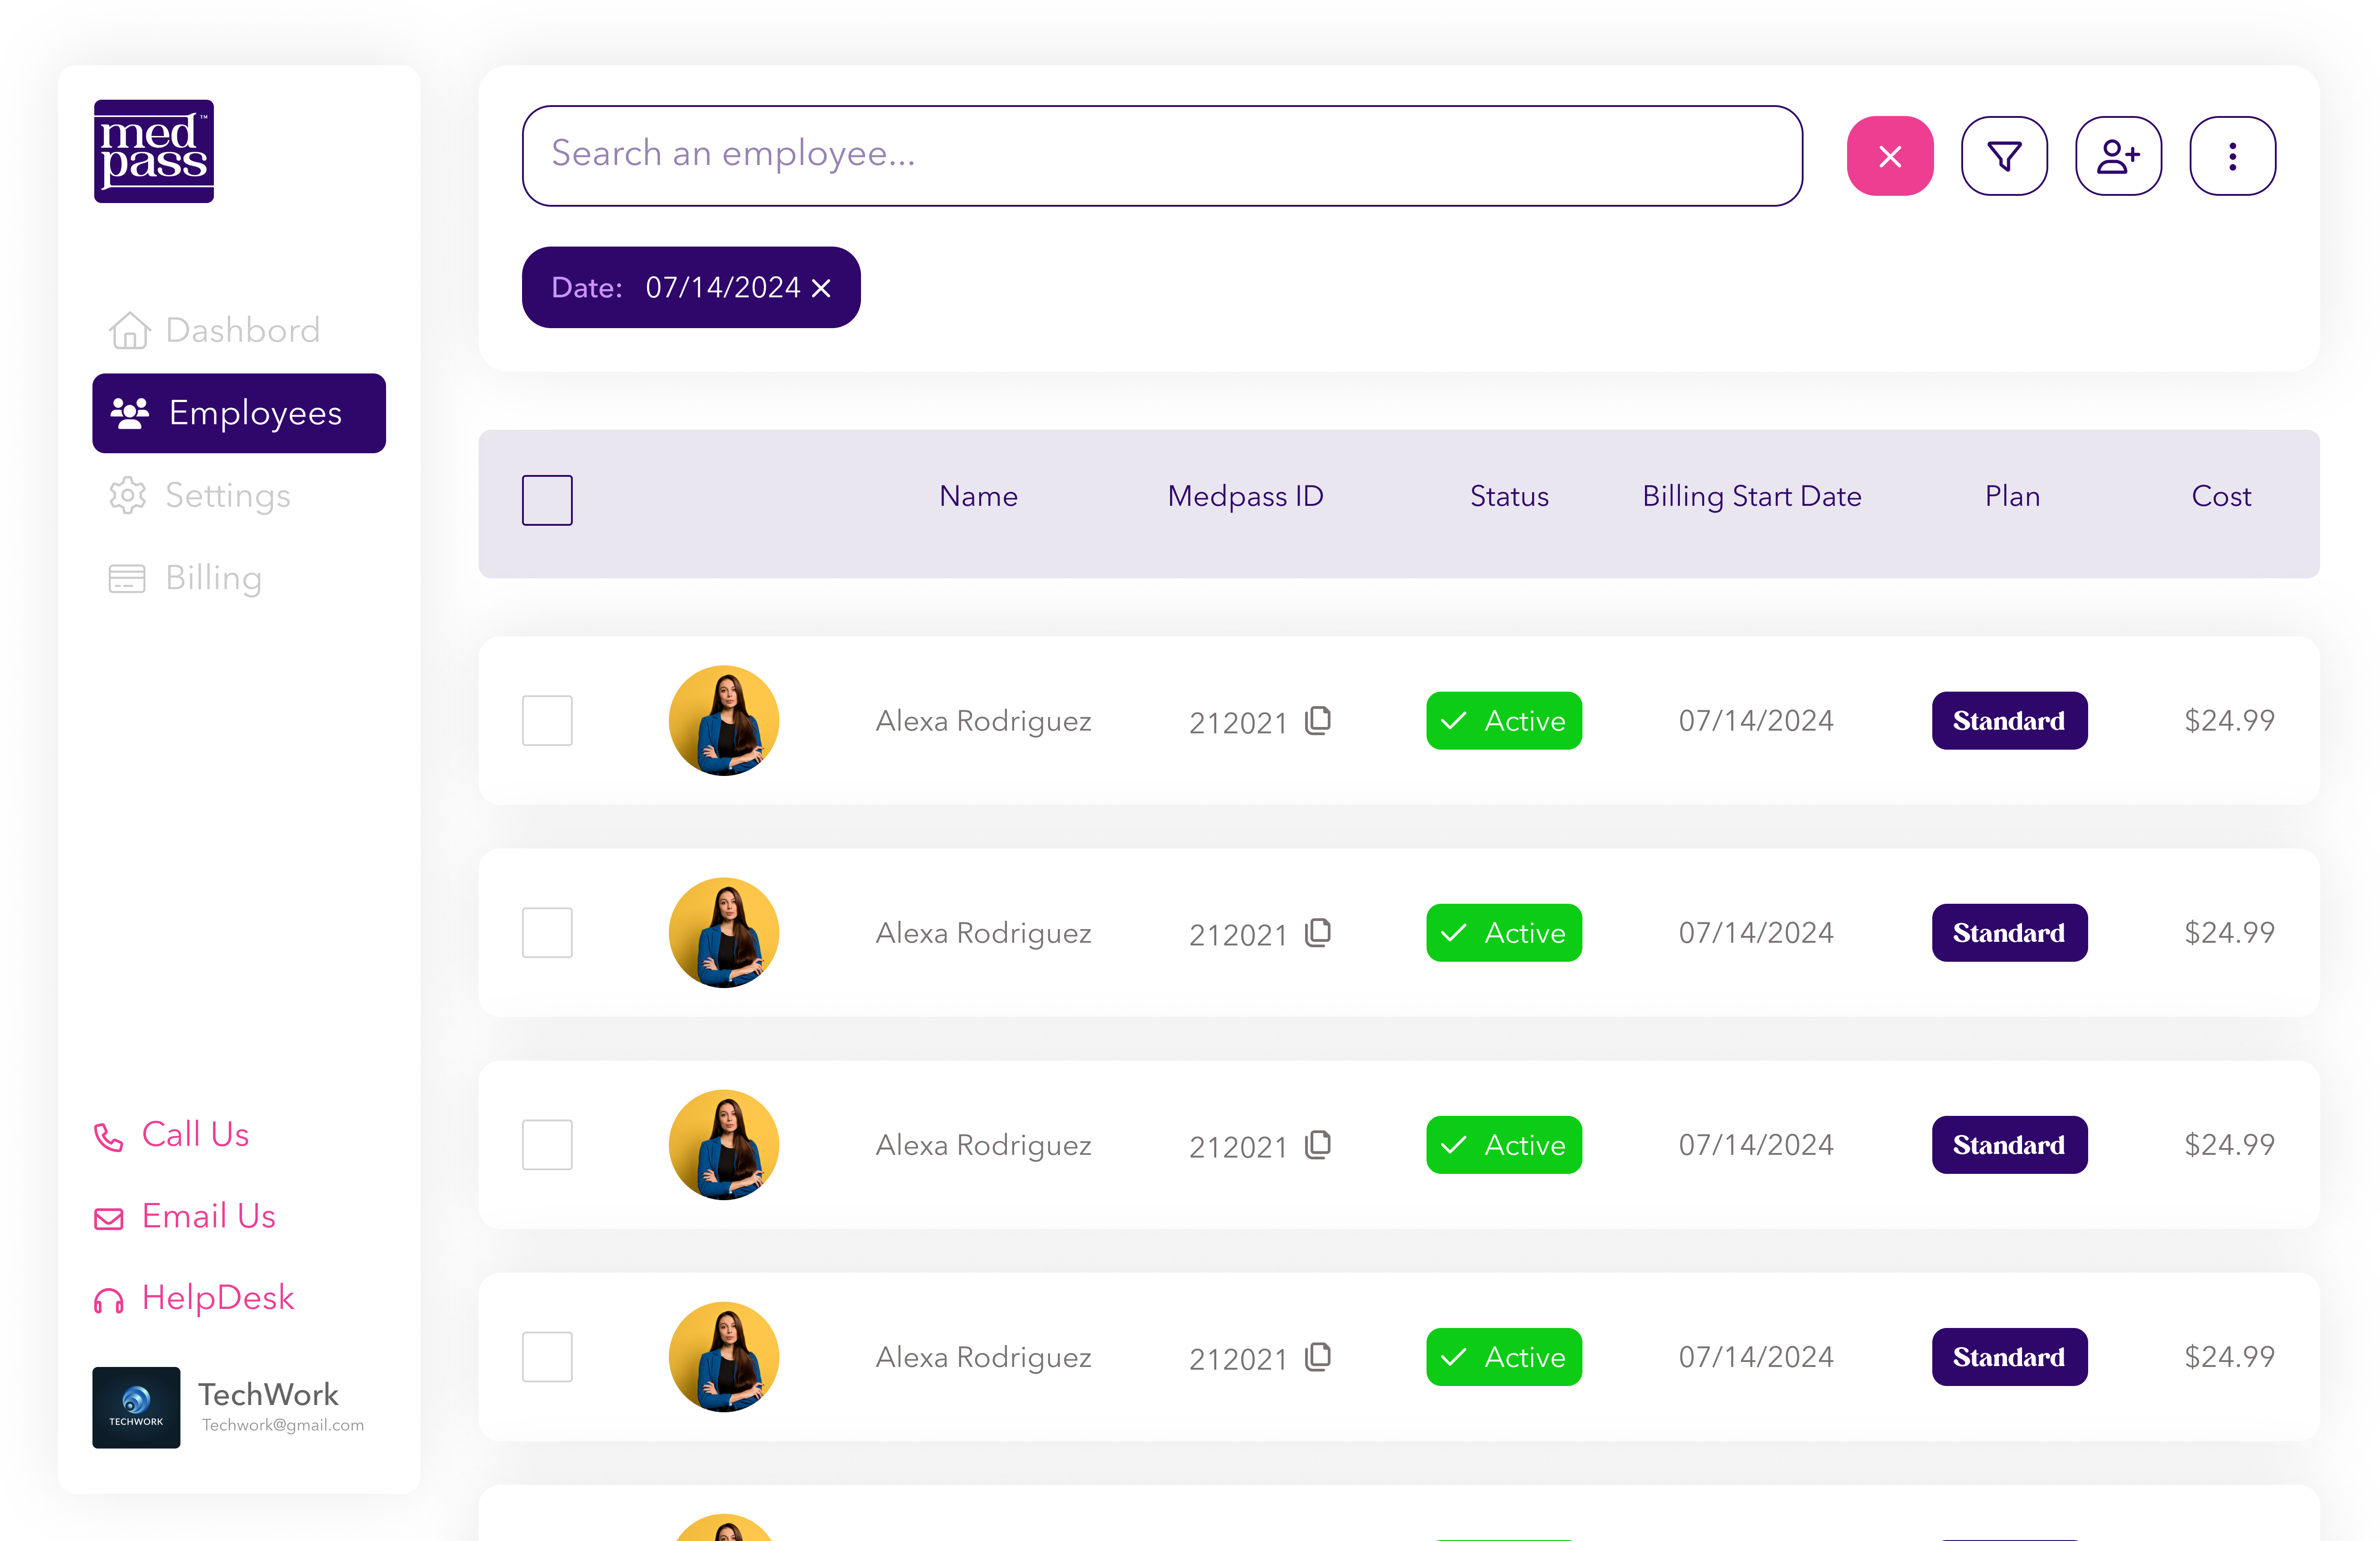 med™
pass
Dashbord
Employees
Settings
Billing
Call Us
Email Us
HelpDesk
TECHWORK
TechWork
Techwork@gmail.com
Search an employee...
Date: 07/14/2024
Name Medpass ID Status Billing Start Date Plan Cost
Alexa Rodriguez 212021 Active 07/14/2024 Standard $24.99
Alexa Rodriguez 212021 Active 07/14/2024 Standard $24.99
Alexa Rodriguez 212021 Active 07/14/2024 Standard $24.99
Alexa Rodriguez 212021 Active 07/14/2024 Standard $24.99